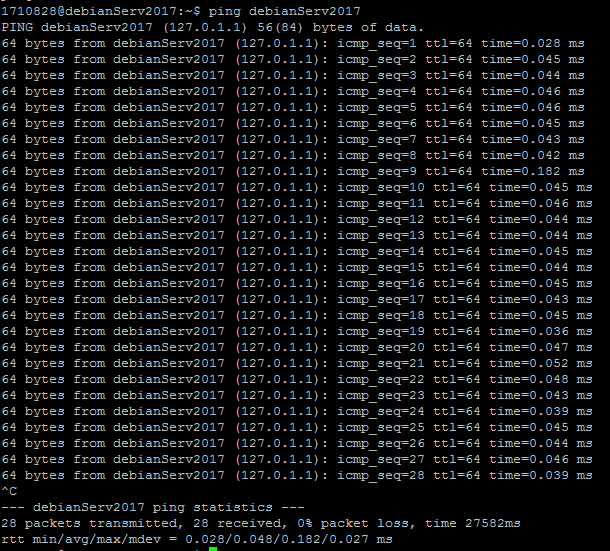 1710828@debianServ2017:~$ ping debianServ2017
PING debianServ2017 (127.0.1.1) 56(84) bytes of data.
64 bytes from debianServ2017 (127.0.1.1): icmp_seq=1 ttl=64 time=0.028 ms
64 bytes from debianServ2017 (127.0.1.1): icmp_seq=2 ttl=64 time=0.045 ms
64 bytes from debianServ2017 (127.0.1.1): icmp_seq=3 ttl=64 time=0.044 ms
64 bytes from debianServ2017 (127.0.1.1): icmp_seq=4 ttl=64 time=0.046 ms
64 bytes from debianServ2017 (127.0.1.1): icmp_seq=5 ttl=64 time=0.046 ms
64 bytes from debianServ2017 (127.0.1.1): icmp_seq=6 ttl=64 time=0.045 ms
64 bytes from debianServ2017 (127.0.1.1): icmp_seq=7 ttl=64 time=0.043 ms
64 bytes from debianServ2017 (127.0.1.1): icmp_seq=8 ttl=64 time=0.042 ms
64 bytes from debianServ2017 (127.0.1.1): icmp_seq=9 ttl=64 time=0.182 ms
64 bytes from debianServ2017 (127.0.1.1): icmp_seq=10 ttl=64 time=0.045 ms
64 bytes from debianServ2017 (127.0.1.1): icmp_seq=11 ttl=64 time=0.046 ms
64 bytes from debianServ2017 (127.0.1.1): icmp_seq=12 ttl=64 time=0.044 ms
64 bytes from debianServ2017 (127.0.1.1): icmp_seq=13 ttl=64 time=0.044 ms
64 bytes from debianServ2017 (127.0.1.1): icmp_seq=14 ttl=64 time=0.045 ms
64 bytes from debianServ2017 (127.0.1.1): icmp_seq=15 ttl=64 time=0.044 ms
64 bytes from debianServ2017 (127.0.1.1): icmp_seq=16 ttl=64 time=0.045 ms
64 bytes from debianServ2017 (127.0.1.1): icmp_seq=17 ttl=64 time=0.043 ms
64 bytes from debianServ2017 (127.0.1.1): icmp_seq=18 ttl=64 time=0.045 ms
64 bytes from debianServ2017 (127.0.1.1): icmp_seq=19 ttl=64 time=0.036 ms
64 bytes from debianServ2017 (127.0.1.1): icmp_seq=20 ttl=64 time=0.047 ms
64 bytes from debianServ2017 (127.0.1.1): icmp_seq=21 ttl=64 time=0.052 ms
64 bytes from debianServ2017 (127.0.1.1): icmp_seq=22 ttl=64 time=0.048 ms
64 bytes from debianServ2017 (127.0.1.1): icmp_seq=23 ttl=64 time=0.043 ms
64 bytes from debianServ2017 (127.0.1.1): icmp_seq=24 ttl=64 time=0.039 ms
64 bytes from debianServ2017 (127.0.1.1): icmp_seq=25 ttl=64 time=0.045 ms
64 bytes from debianServ2017 (127.0.1.1): icmp_seq=26 ttl=64 time=0.044 ms
64 bytes from debianServ2017 (127.0.1.1): icmp_seq=27 ttl=64 time=0.046 ms
64 bytes from debianServ2017 (127.0.1.1): icmp_seq=28 ttl=64 time=0.039 ms
^C
--- debianServ2017 ping statistics ---
28 packets transmitted, 28 received, 0% packet loss, time 27582ms
rtt min/avg/max/mdev = 0.028/0.048/0.182/0.027 ms